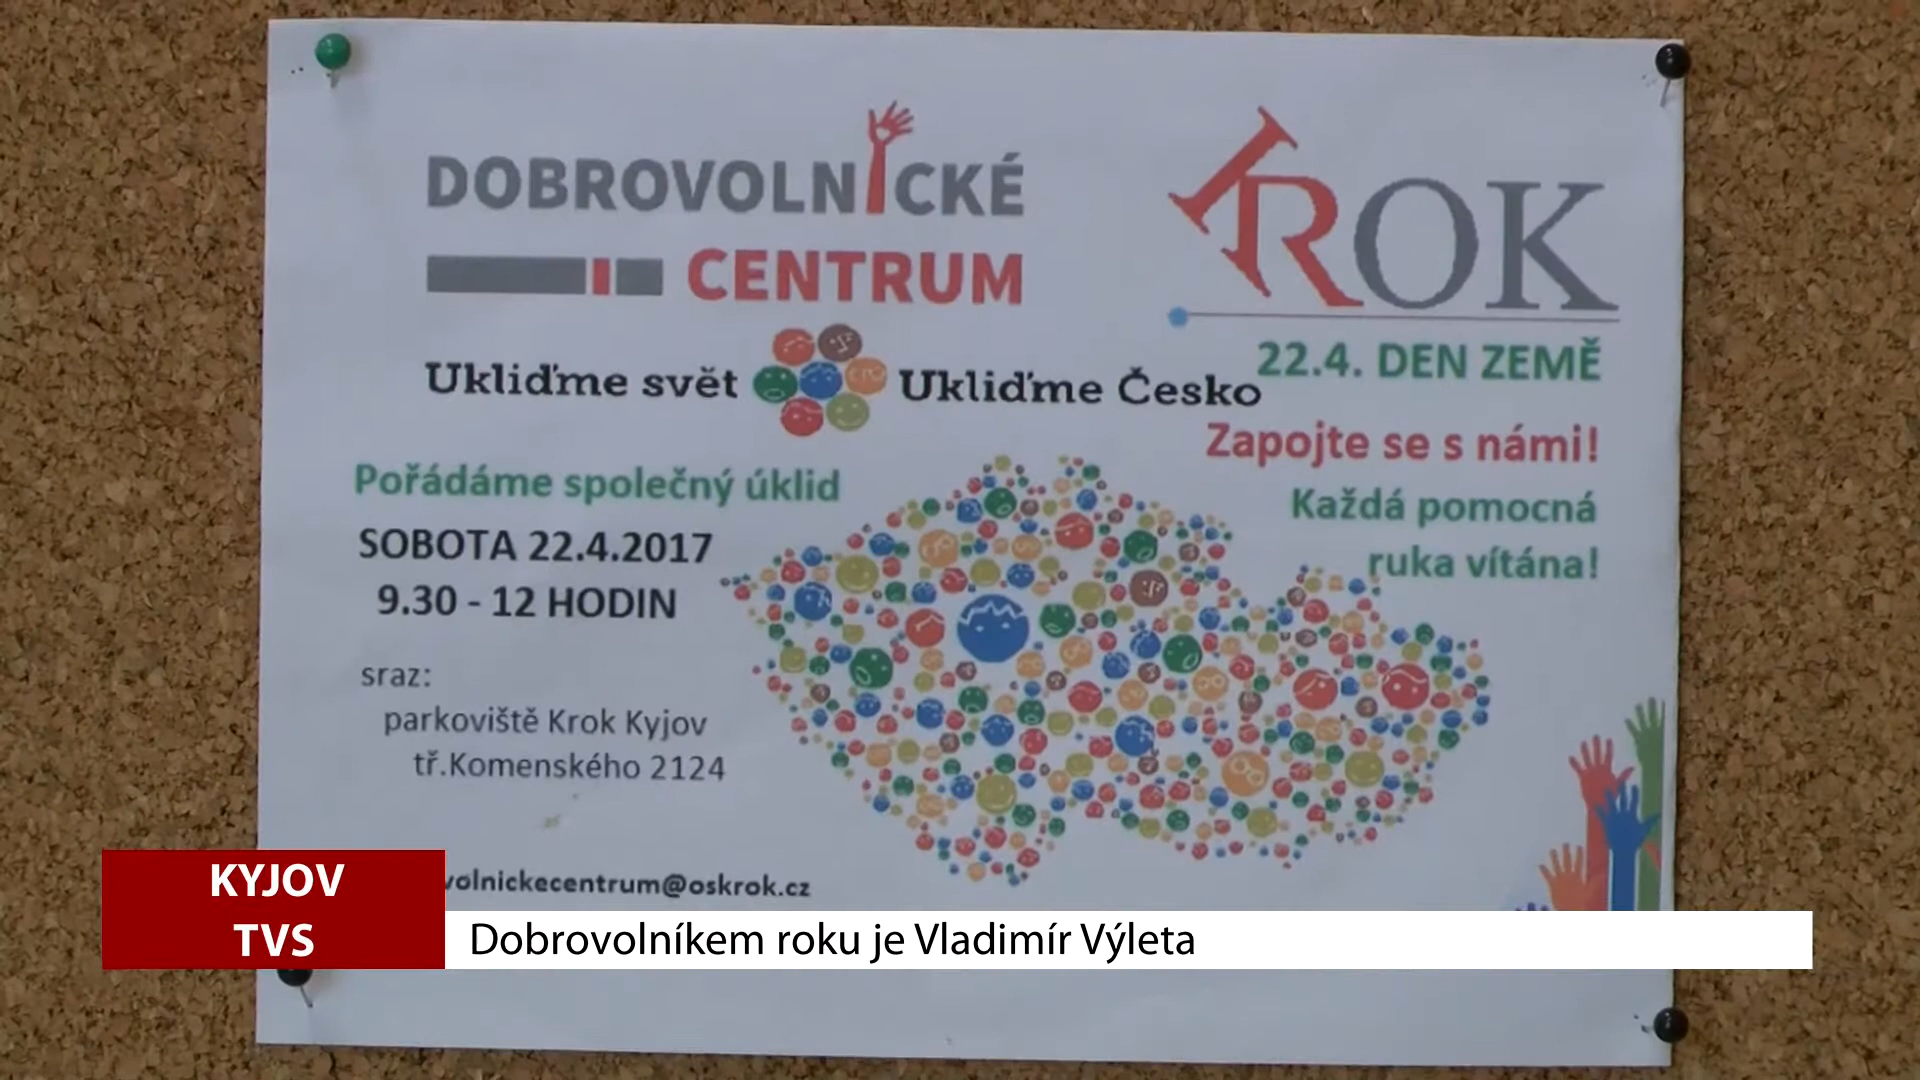 DOBROVOLNICKÉ
CENTRUM
KROK
Ukliďme svět Ukliďme Česko
22.4. DEN ZEMĚ
Zapojte se s námi!
Každá pomocná
ruka vítána!
Pořádáme společný úklid
SOBOTA 22.4.2017
9.30 - 12 HODIN
sraz:
parkoviště Krok Kyjov
tř.Komenského 2124
volnickecentrum@oskrok.cz
KYJOV
TVS
Dobrovolníkem roku je Vladimír Výleta